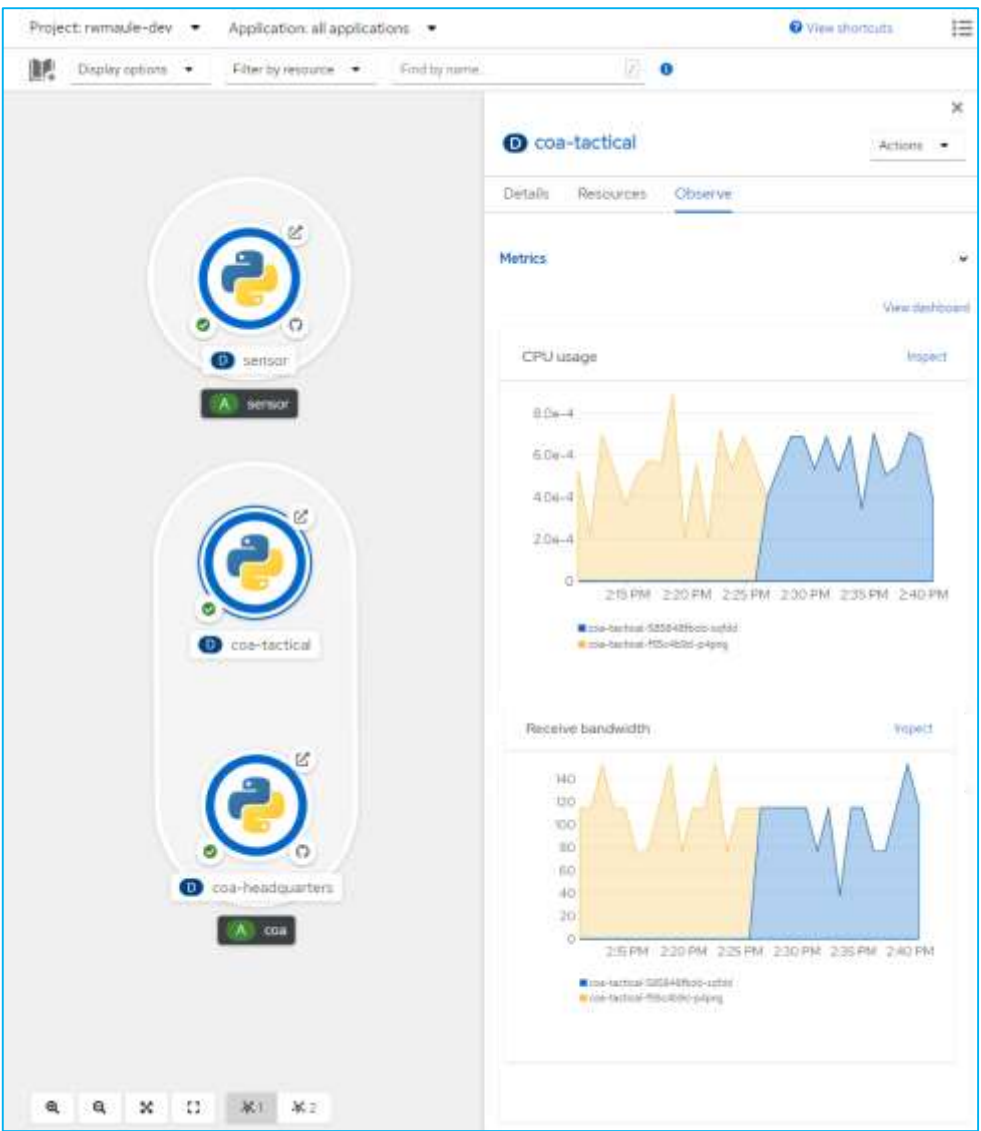 Project: rwmaule-dev Application: all applications View shortcuts
Display options Filter by resource Find by name... /
D coa-tactical Actions
Details Resources Observe
Metrics
View dashboard
CPU usage Inspect
8.0e-4
6.0e-4
4.0e-4
2.0e-4
0
2:15 PM 2:20 PM 2:25 PM 2:30 PM 2:35 PM 2:40 PM
Receive bandwidth Inspect
140
120
100
80
60
40
20
0
2:15 PM 2:20 PM 2:25 PM 2:30 PM 2:35 PM 2:40 PM
D sensor
A sensor
D coa-tactical
D coa-headquarters
A coa
1 2